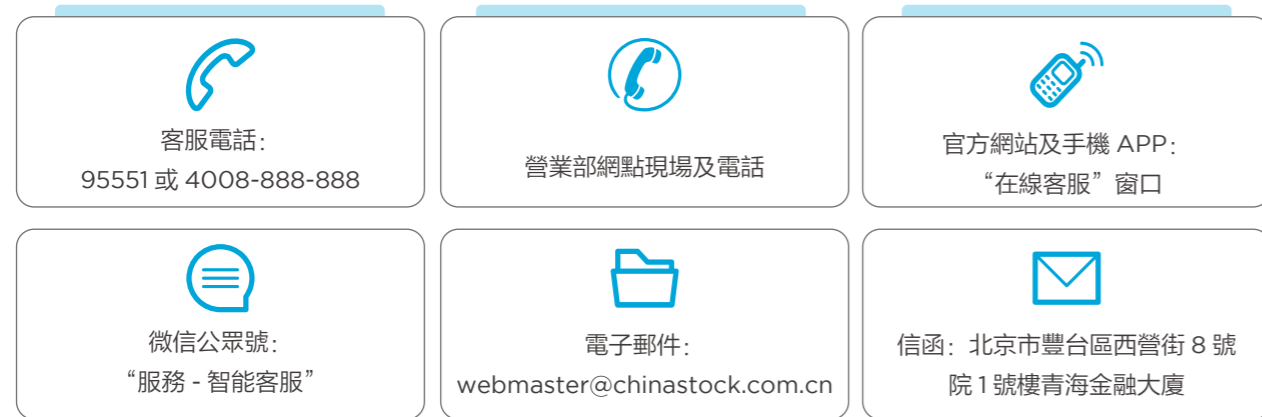 客服電話：
95551 或 4008-888-888
營業部網點現場及電話
官方網站及手機 APP：
“在線客服”窗口
微信公眾號：
“服務 - 智能客服”
電子郵件：
webmaster@chinastock.com.cn
信函：北京市豐台區西營街 8 號
院 1 號樓青海金融大廈